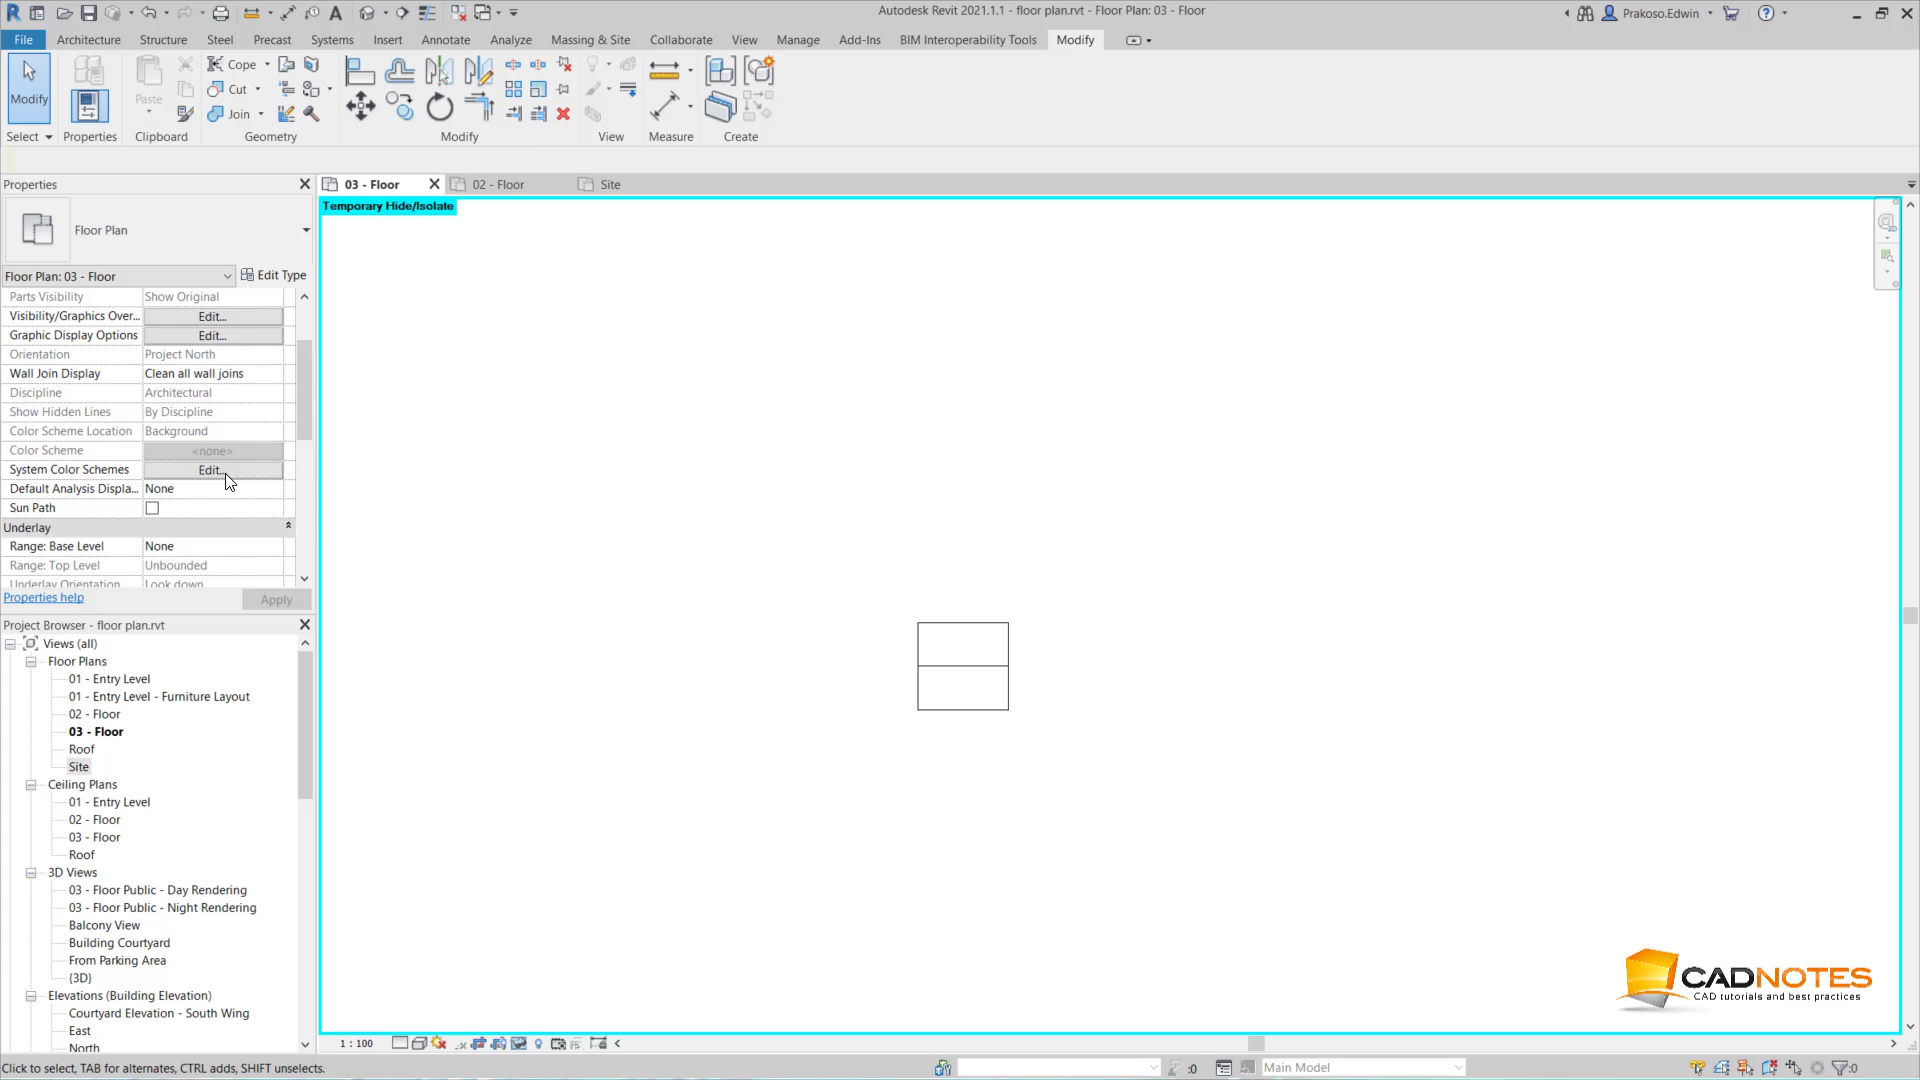 Autodesk Revit 2021.1.1 - floor plan.rvt - Floor Plan: 03 - Floor
Prakoso.Edwin
File Architecture Structure Steel Precast Systems Insert Annotate Analyze Massing & Site Collaborate View Manage Add-Ins BIM Interoperability Tools Modify
Modify Paste Cope
Cut
Join
Select Properties Clipboard Geometry Modify View Measure Create
Properties
03 - Floor 02 - Floor Site
Temporary Hide/Isolate
Floor Plan
Floor Plan: 03 - Floor Edit Type
Parts Visibility Show Original
Visibility/Graphics Over... Edit...
Graphic Display Options Edit...
Orientation Project North
Wall Join Display Clean all wall joins
Discipline Architectural
Show Hidden Lines By Discipline
Color Scheme Location Background
Color Scheme <none>
System Color Schemes Edit...
Default Analysis Displa... None
Sun Path
Underlay
Range: Base Level None
Range: Top Level Unbounded
Underlay Orientation Look down
Properties help Apply
Project Browser - floor plan.rvt
Views (all)
Floor Plans
01 - Entry Level
01 - Entry Level - Furniture Layout
02 - Floor
03 - Floor
Roof
Site
Ceiling Plans
01 - Entry Level
02 - Floor
03 - Floor
Roof
3D Views
03 - Floor Public - Day Rendering
03 - Floor Public - Night Rendering
Balcony View
Building Courtyard
From Parking Area
{3D}
Elevations (Building Elevation)
Courtyard Elevation - South Wing
East
North
CADNOTES
CAD tutorials and best practices
1 : 100
Click to select, TAB for alternates, CTRL adds, SHIFT unselects.
:0
Main Model
:0